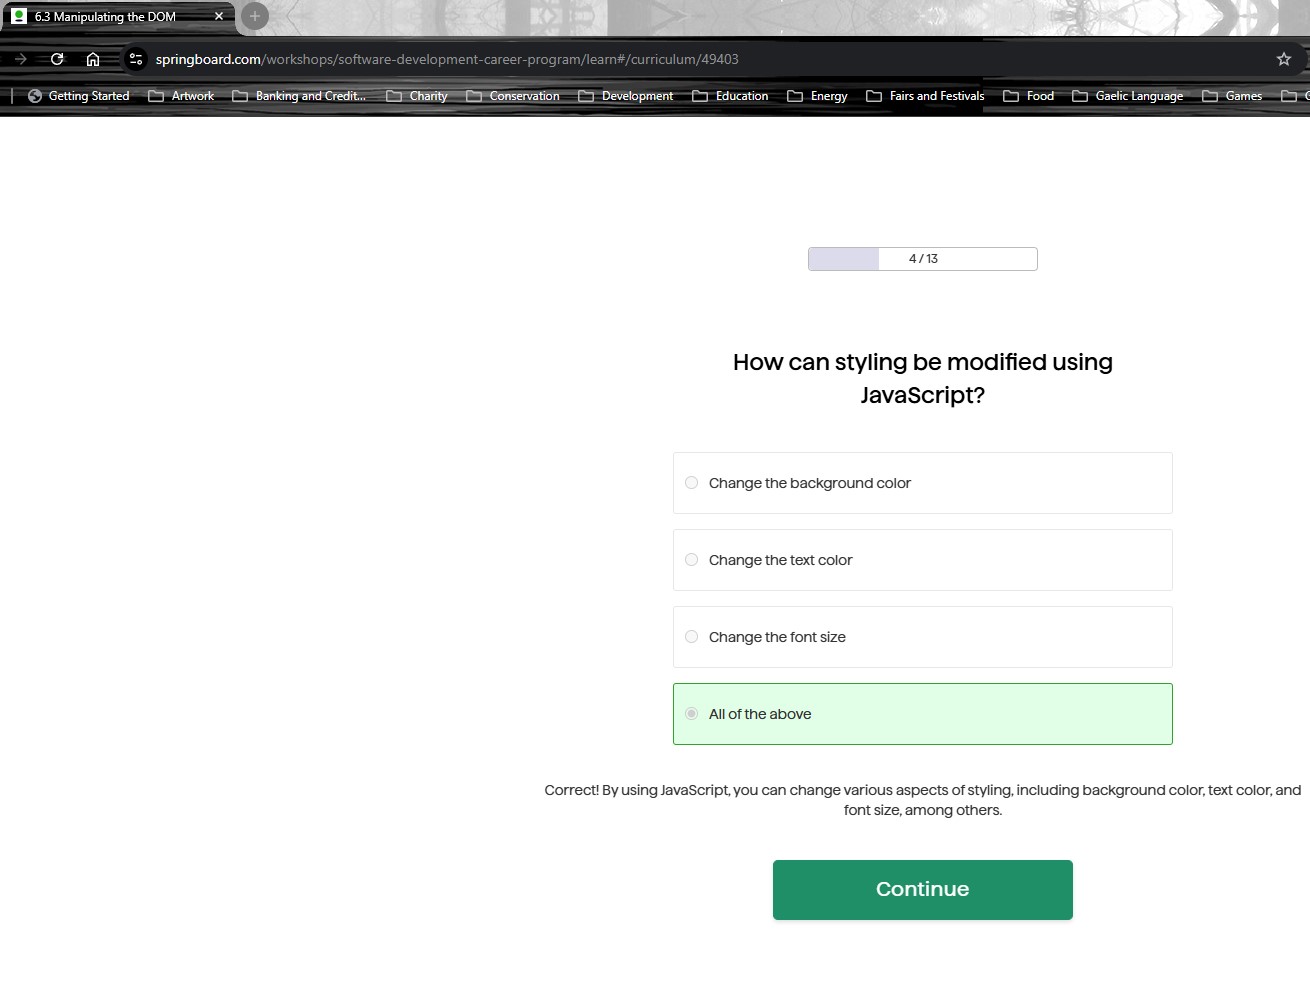 6.3 Manipulating the DOM
springboard.com/workshops/software-development-career-program/learn#/curriculum/49403
Getting Started Artwork Banking and Credit... Charity Conservation Development Education Energy Fairs and Festivals Food Gaelic Language Games
4 / 13
How can styling be modified using
JavaScript?
Change the background color
Change the text color
Change the font size
All of the above
Correct! By using JavaScript, you can change various aspects of styling, including background color, text color, and
font size, among others.
Continue